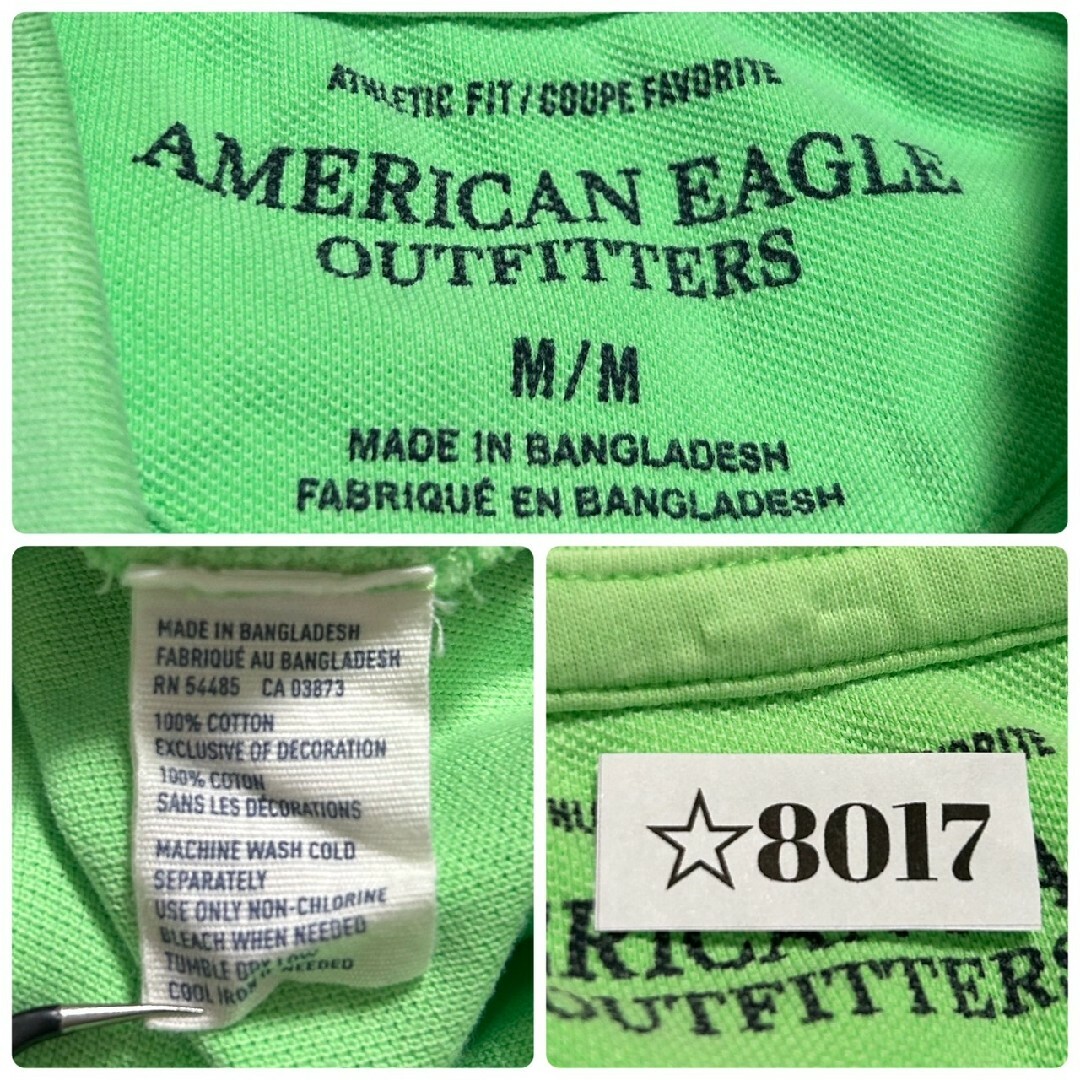 ATHLETIC FIT / COUPE FAVORITE
AMERICAN EAGLE
OUTFITTERS
M/M
MADE IN BANGLADESH
FABRIQUÉ EN BANGLADESH
MADE IN BANGLADESH
FABRIQUÉ AU BANGLADESH
RN 54485 CA 03873
100% COTTON
EXCLUSIVE OF DECORATION
100% COTON
SANS LES DÉCORATIONS
MACHINE WASH COLD
SEPARATELY
USE ONLY NON-CHLORINE
BLEACH WHEN NEEDED
TUMBLE DRY LOW
COOL IRON NEEDED
☆8017
OUTFITTERS